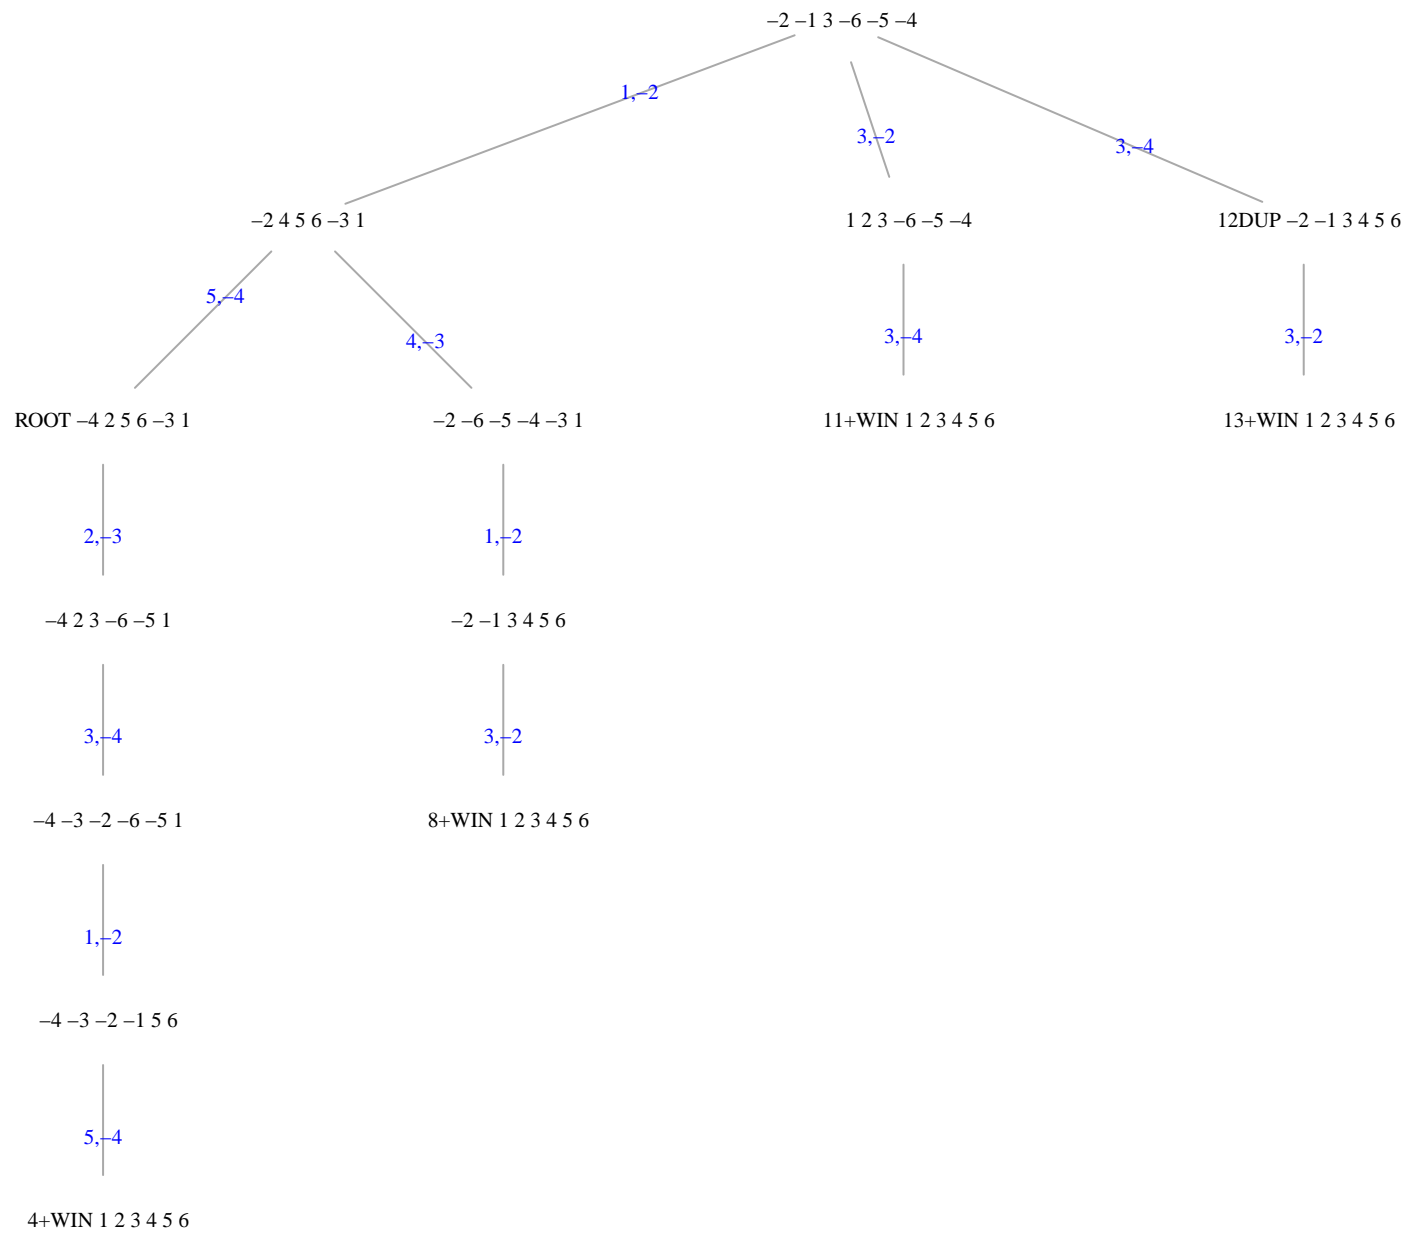 –2 –1 3 –6 –5 –4
1,–2
3,–2
3,–4
–2 4 5 6 –3 1
1 2 3 –6 –5 –4
12DUP –2 –1 3 4 5 6
5,–4
4,–3
3,–4
3,–2
ROOT –4 2 5 6 –3 1
–2 –6 –5 –4 –3 1
11+WIN 1 2 3 4 5 6
13+WIN 1 2 3 4 5 6
2,–3
1,–2
–4 2 3 –6 –5 1
–2 –1 3 4 5 6
3,–4
3,–2
–4 –3 –2 –6 –5 1
8+WIN 1 2 3 4 5 6
1,–2
–4 –3 –2 –1 5 6
5,–4
4+WIN 1 2 3 4 5 6